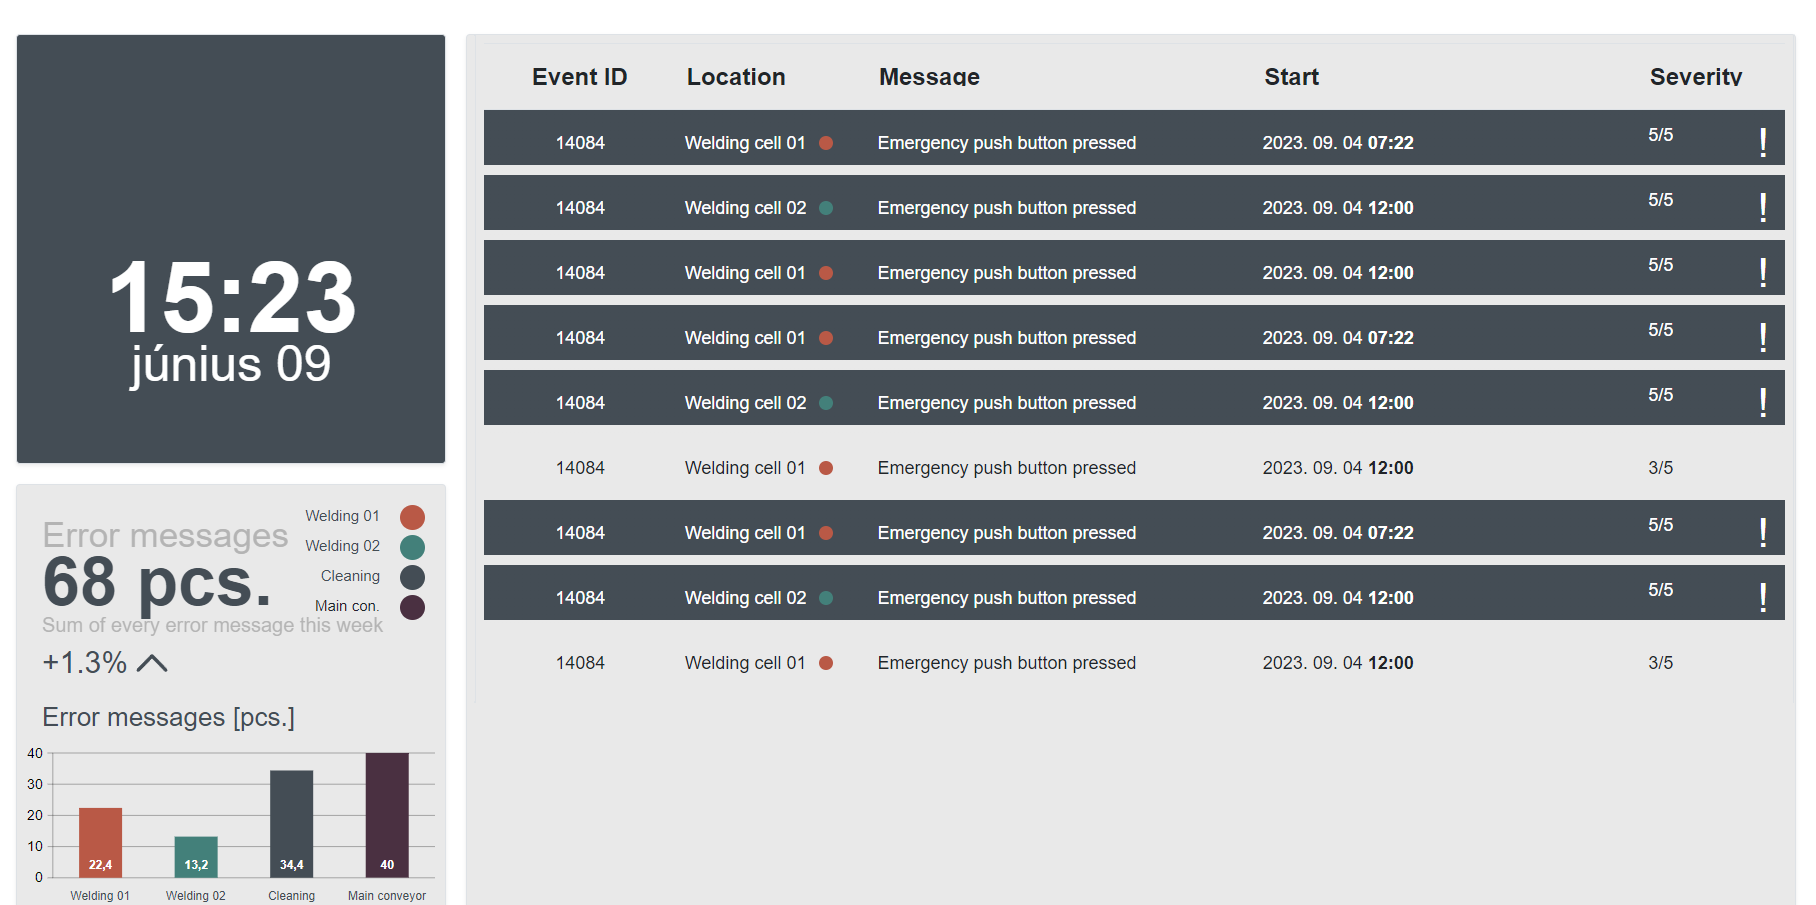 15:23
június 09
Error messages
68 pcs.
Sum of every error message this week
+1.3%
Welding 01
Welding 02
Cleaning
Main con.
Error messages [pcs.]
40
30
20
10
0
22,4
13,2
34,4
40
Welding 01
Welding 02
Cleaning
Main conveyor
Event ID Location Message Start Severity
14084 Welding cell 01 Emergency push button pressed 2023. 09. 04 07:22 5/5 !
14084 Welding cell 02 Emergency push button pressed 2023. 09. 04 12:00 5/5 !
14084 Welding cell 01 Emergency push button pressed 2023. 09. 04 12:00 5/5 !
14084 Welding cell 01 Emergency push button pressed 2023. 09. 04 07:22 5/5 !
14084 Welding cell 02 Emergency push button pressed 2023. 09. 04 12:00 5/5 !
14084 Welding cell 01 Emergency push button pressed 2023. 09. 04 12:00 3/5
14084 Welding cell 01 Emergency push button pressed 2023. 09. 04 07:22 5/5 !
14084 Welding cell 02 Emergency push button pressed 2023. 09. 04 12:00 5/5 !
14084 Welding cell 01 Emergency push button pressed 2023. 09. 04 12:00 3/5